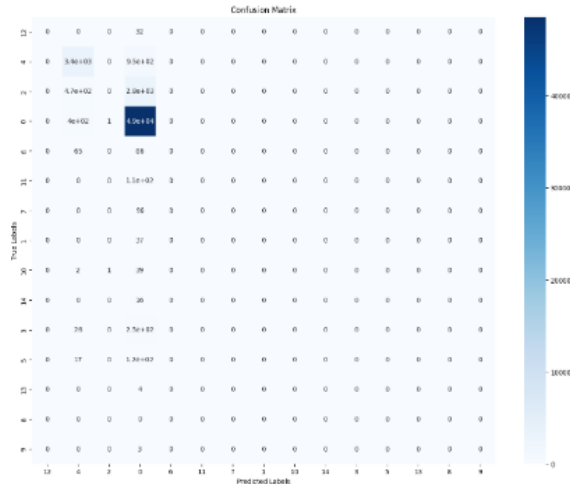 Confusion Matrix
12 0 0 0 32 0 0 0 0 0 0 0 0 0 0 0
4 0 3.4e+03 0 9.5e+02 0 0 0 0 0 0 0 0 0 0 0
2 0 4.7e+02 0 2.8e+03 0 0 0 0 0 0 0 0 0 0 0
0 0 4e+02 1 4.9e+04 0 0 0 0 0 0 0 0 0 0 0
6 0 65 0 0 0 0 0 0 0 0 0 0 0 0
11 0 0 0 1.1e+02 0 0 0 0 0 0 0 0 0 0 0
7 0 0 0 0 0 0 0 0 0 0 0 0 0 0
1 0 0 0 37 0 0 0 0 0 0 0 0 0 0 0
10 0 2 1 39 0 0 0 0 0 0 0 0 0 0 0
14 0 0 0 0 0 0 0 0 0 0 0 0 0 0
3 0 0 2.5e+02 0 0 0 0 0 0 0 0 0 0 0
5 0 17 0 1.2e+02 0 0 0 0 0 0 0 0 0 0 0
13 0 0 0 4 0 0 0 0 0 0 0 0 0 0 0
8 0 0 0 0 0 0 0 0 0 0 0 0 0 0 0
9 0 0 0 0 0 0 0 0 0 0 0 0 0 0
12 4 2 0 6 11 7 1 10 14 3 5 13 8 9
True Labels
Predicted Labels
40000
30000
20000
10000
0